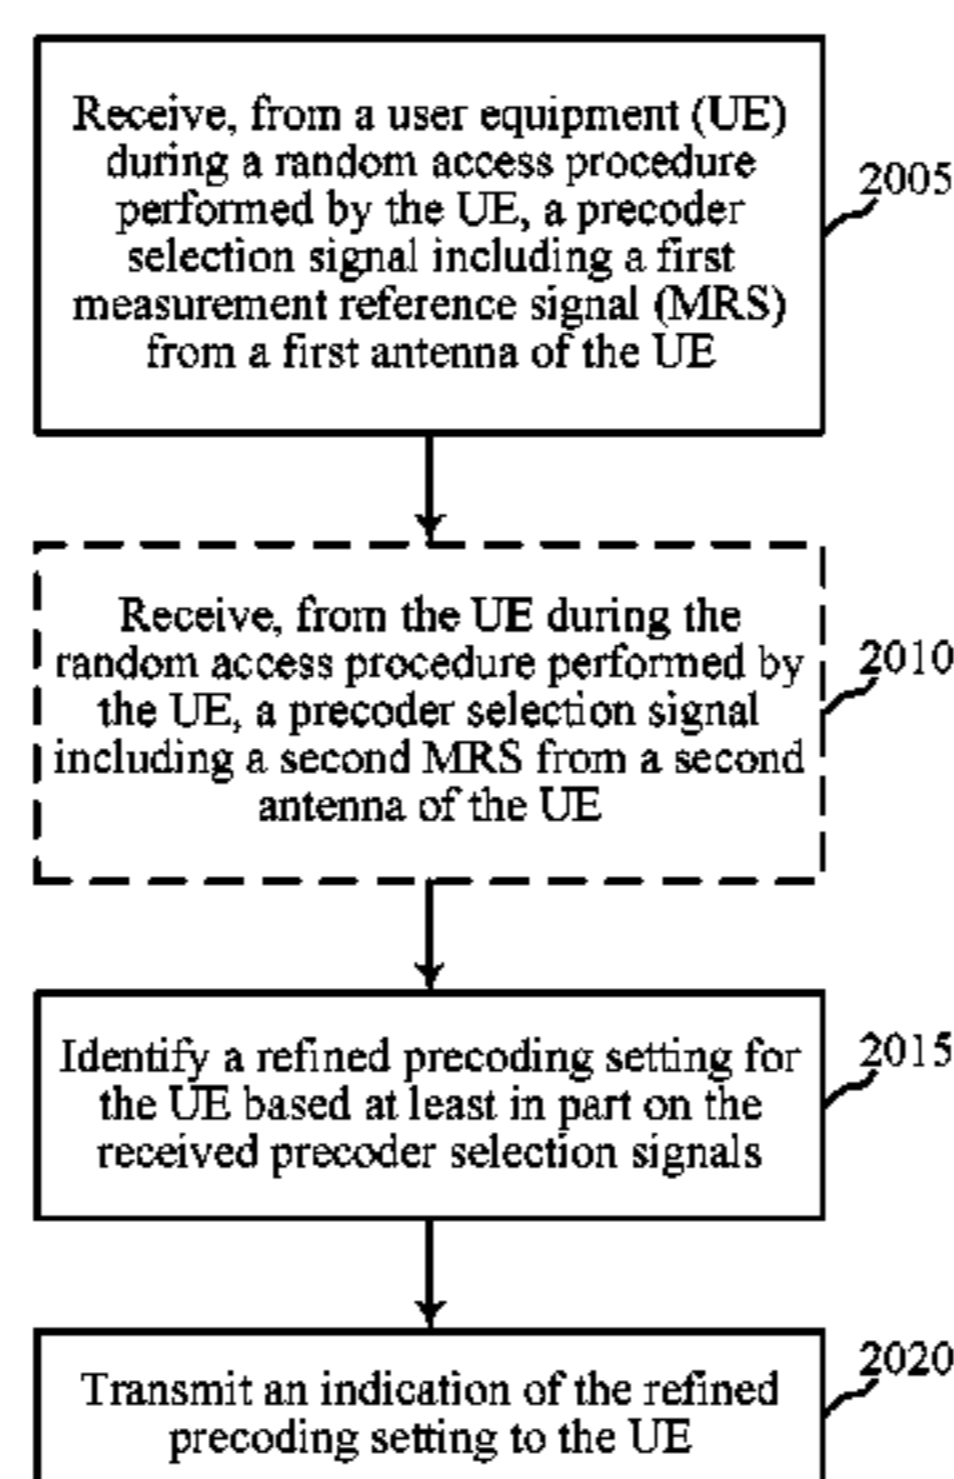 Receive, from a user equipment (UE)
during a random access procedure
performed by the UE, a precoder
selection signal including a first
measurement reference signal (MRS)
from a first antenna of the UE
2005
Receive, from the UE during the
random access procedure performed by
the UE, a precoder selection signal
including a second MRS from a second
antenna of the UE
2010
Identify a refined precoding setting for
the UE based at least in part on the
received precoder selection signals
2015
Transmit an indication of the refined
precoding setting to the UE
2020